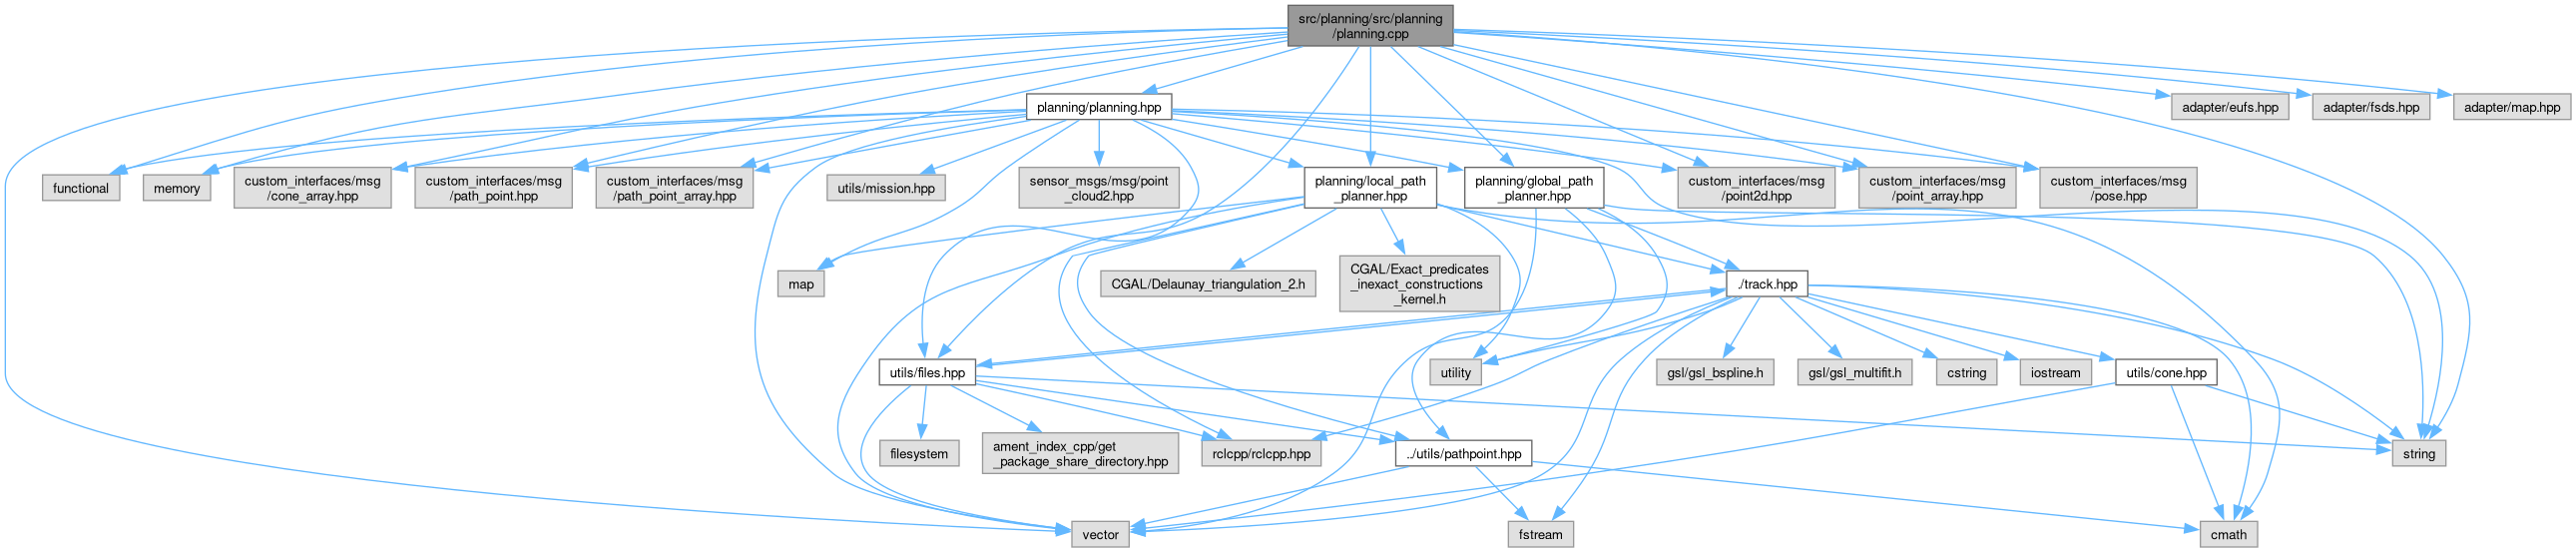 src/planning/src/planning
/planning.cpp
planning/planning.hpp
adapter/eufs.hpp
adapter/fsds.hpp
adapter/map.hpp
functional
memory
custom_interfaces/msg
/cone_array.hpp
custom_interfaces/msg
/path_point.hpp
custom_interfaces/msg
/path_point_array.hpp
utils/mission.hpp
sensor_msgs/msg/point
_cloud2.hpp
planning/local_path
_planner.hpp
planning/global_path
_planner.hpp
custom_interfaces/msg
/point2d.hpp
custom_interfaces/msg
/point_array.hpp
custom_interfaces/msg
/pose.hpp
map
CGAL/Delaunay_triangulation_2.h
CGAL/Exact_predicates
_inexact_constructions
_kernel.h
./track.hpp
utils/files.hpp
utility
gsl/gsl_bspline.h
gsl/gsl_multifit.h
cstring
iostream
utils/cone.hpp
filesystem
ament_index_cpp/get
_package_share_directory.hpp
rclcpp/rclcpp.hpp
../utils/pathpoint.hpp
string
vector
fstream
cmath